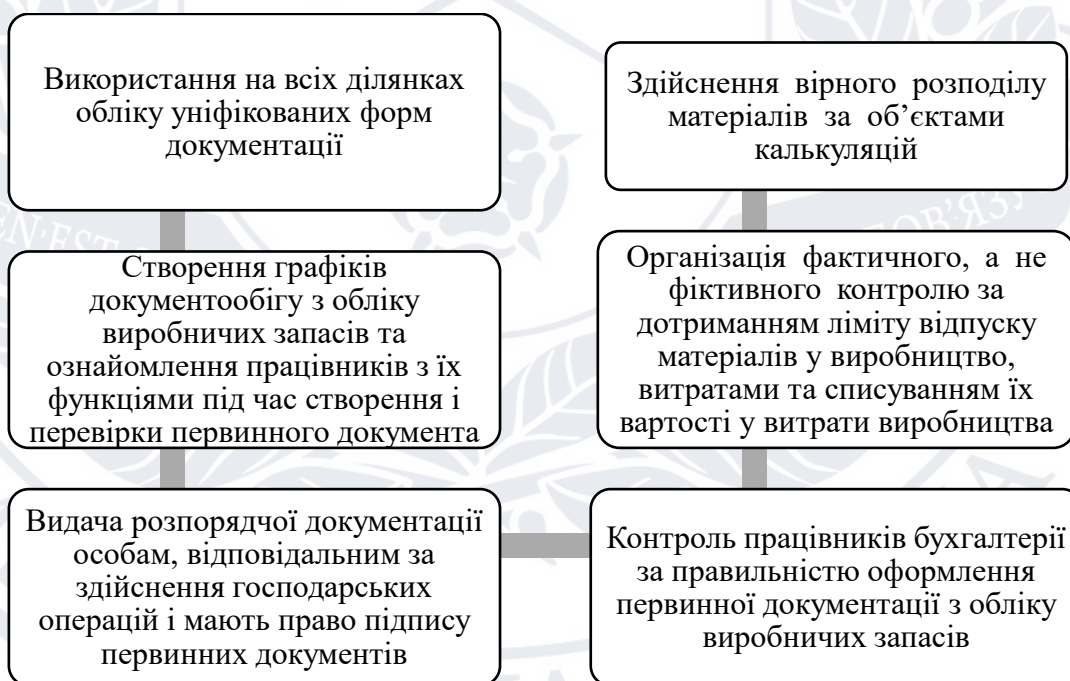 Використання на всіх ділянках
обліку уніфікованих форм
документації
Створення графіків
документообігу з обліку
виробничих запасів та
ознайомлення працівників з їх
функціями під час створення і
перевірки первинного документа
Видача розпорядчої документації
особам, відповідальним за
здійснення господарських
операцій і мають право підпису
первинних документів
Контроль працівників бухгалтерії
за правильністю оформлення
первинної документації з обліку
виробничих запасів
Організація фактичного, а не
фіктивного контролю за
дотриманням ліміту відпуску
матеріалів у виробництво,
витратами та списуванням їх
вартості у витрати виробництва
Здійснення вірного розподілу
матеріалів за об’єктами
калькуляцій